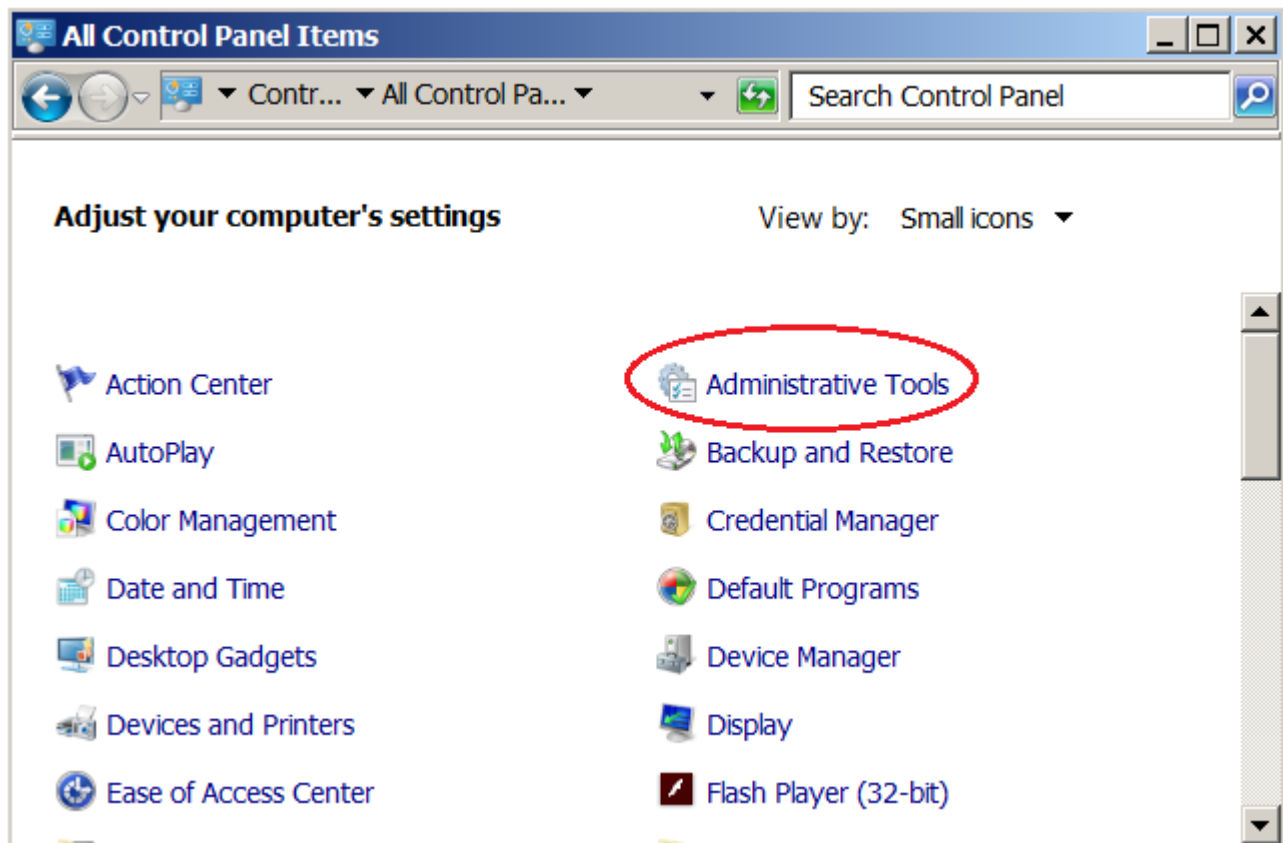 All Control Panel Items
Contr... All Control Pa... Search Control Panel
Adjust your computer's settings View by: Small icons
Action Center Administrative Tools
AutoPlay Backup and Restore
Color Management Credential Manager
Date and Time Default Programs
Desktop Gadgets Device Manager
Devices and Printers Display
Ease of Access Center Flash Player (32-bit)